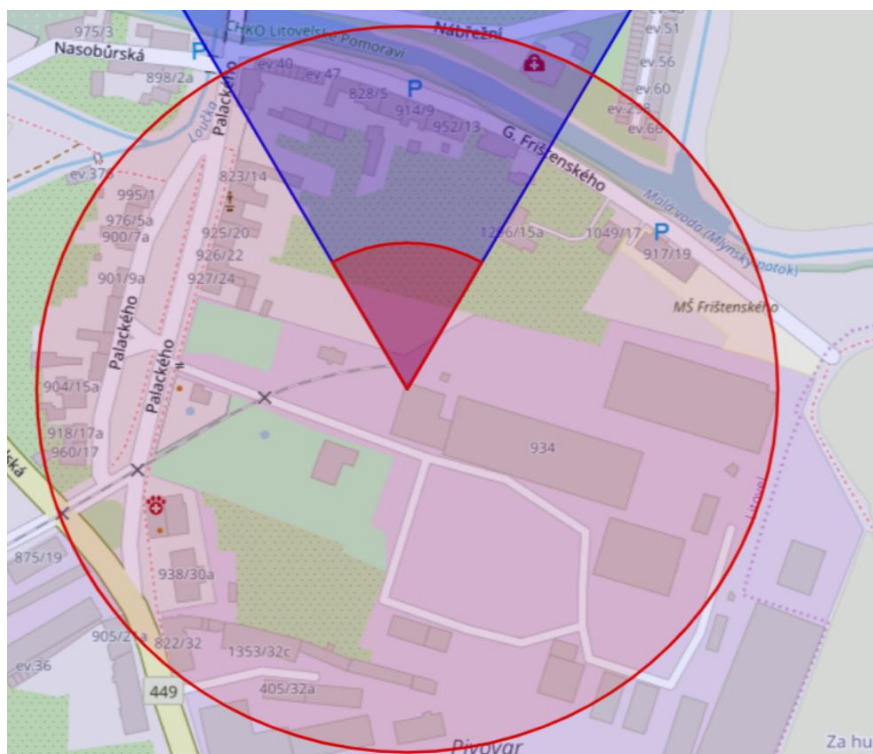 975/3
CHKO Litovelské Pomoraví
Nábřežní
ev.51
Nasobůrská
P
ev.40
ev.47
ev.56
898/2a
828/5
P
914/9
ev.60
952/13
ev.66
Loučka
Palackého
G. Frištenského
823/14
995/1
976/5a
900/7a
925/20
1296/15a
1049/17
P
917/19
Malá voda (Mlýnský potok)
926/22
927/24
901/9a
MŠ Frištenského
Palackého
Palackého
904/15a
918/17a
960/17
934
Litovel
875/19
938/30a
905/21a
822/32
1353/32c
ev.36
449
405/32a
Pivovar
Za hu